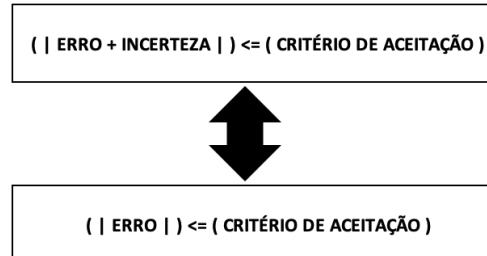 ( | ERRO + INCERTEZA | ) <= ( CRITÉRIO DE ACEITAÇÃO )
( | ERRO | ) <= ( CRITÉRIO DE ACEITAÇÃO )